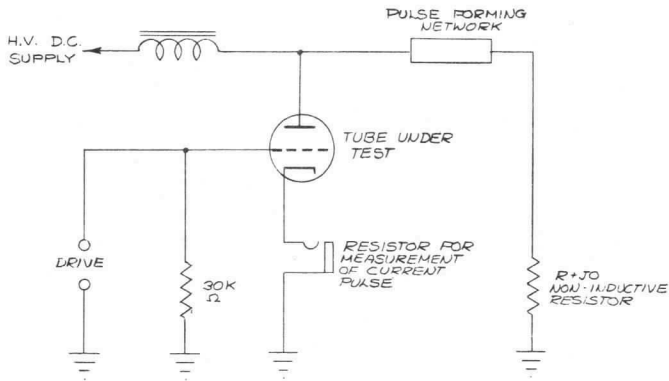 PULSE FORMING
NETWORK
H.V. D.C.
SUPPLY
TUBE UNDER
TEST
DRIVE
30K
Ω
RESISTOR FOR
MEASUREMENT
OF CURRENT
PULSE
R+JO
NON-INDUCTIVE
RESISTOR